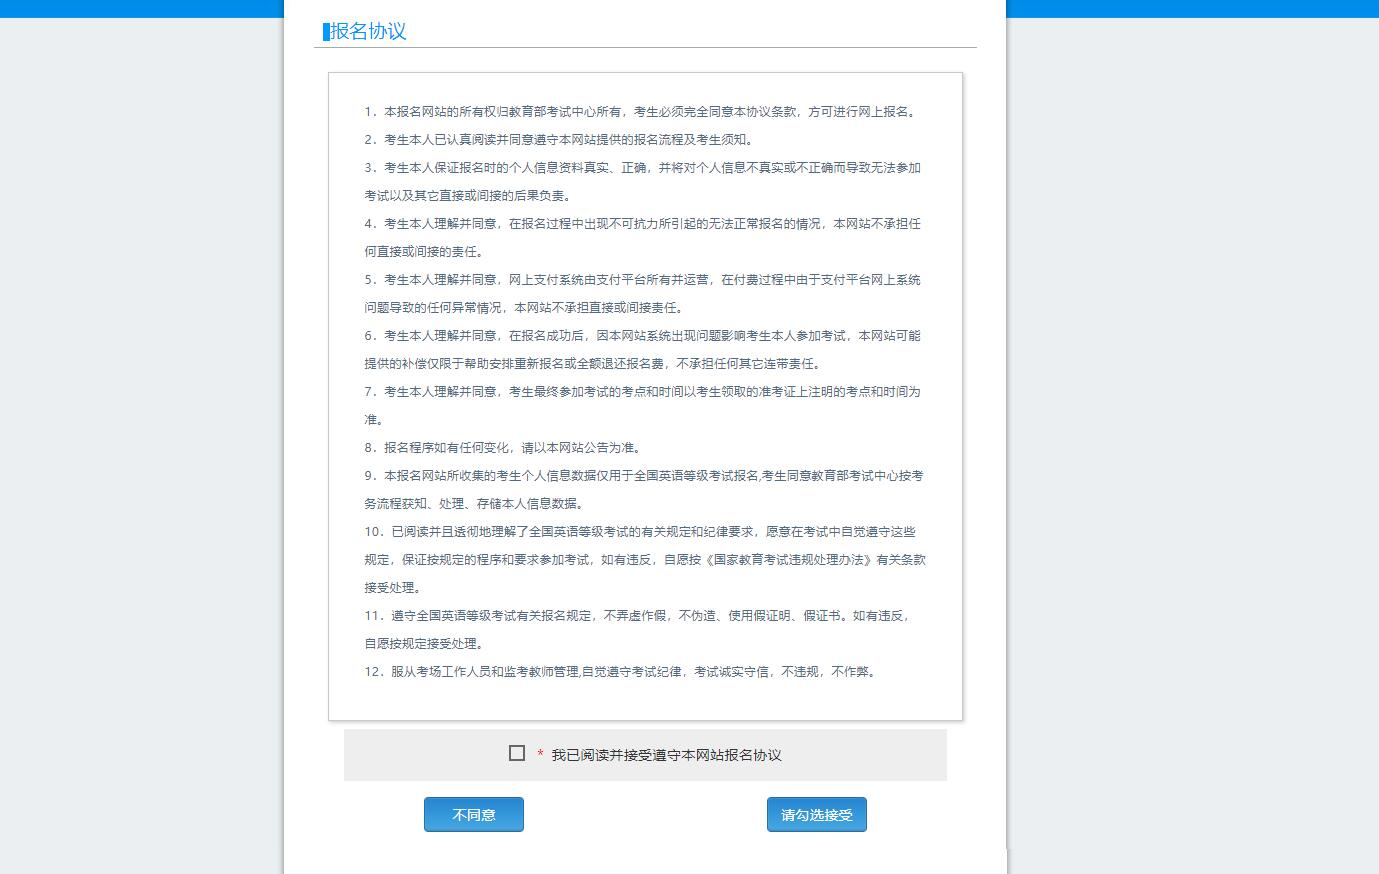 报名协议
1．本报名网站的所有权归教育部考试中心所有，考生必须完全同意本协议条款，方可进行网上报名。
2．考生本人已认真阅读并同意遵守本网站提供的报名流程及考生须知。
3．考生本人保证报名时的个人信息资料真实、正确，并将对个人信息不真实或不正确而导致无法参加
考试以及其它直接或间接的后果负责。
4．考生本人理解并同意，在报名过程中出现不可抗力所引起的无法正常报名的情况，本网站不承担任
何直接或间接的责任。
5．考生本人理解并同意，网上支付系统由支付平台所有并运营，在付费过程中由于支付平台网上系统
问题导致的任何异常情况，本网站不承担直接或间接责任。
6．考生本人理解并同意，在报名成功后，因本网站系统出现问题影响考生本人参加考试，本网站可能
提供的补偿仅限于帮助安排重新报名或全额退还报名费，不承担任何其它连带责任。
7．考生本人理解并同意，考生最终参加考试的考点和时间以考生领取的准考证上注明的考点和时间为
准。
8．报名程序如有任何变化，请以本网站公告为准。
9．本报名网站所收集的考生个人信息数据仅用于全国英语等级考试报名,考生同意教育部考试中心按考
务流程获知、处理、存储本人信息数据。
10．已阅读并且透彻地理解了全国英语等级考试的有关规定和纪律要求，愿意在考试中自觉遵守这些
规定，保证按规定的程序和要求参加考试，如有违反，自愿按《国家教育考试违规处理办法》有关条款
接受处理。
11．遵守全国英语等级考试有关报名规定，不弄虚作假，不伪造、使用假证明、假证书。如有违反，
自愿按规定接受处理。
12．服从考场工作人员和监考教师管理,自觉遵守考试纪律，考试诚实守信，不违规，不作弊。
* 我已阅读并接受遵守本网站报名协议
不同意
请勾选接受